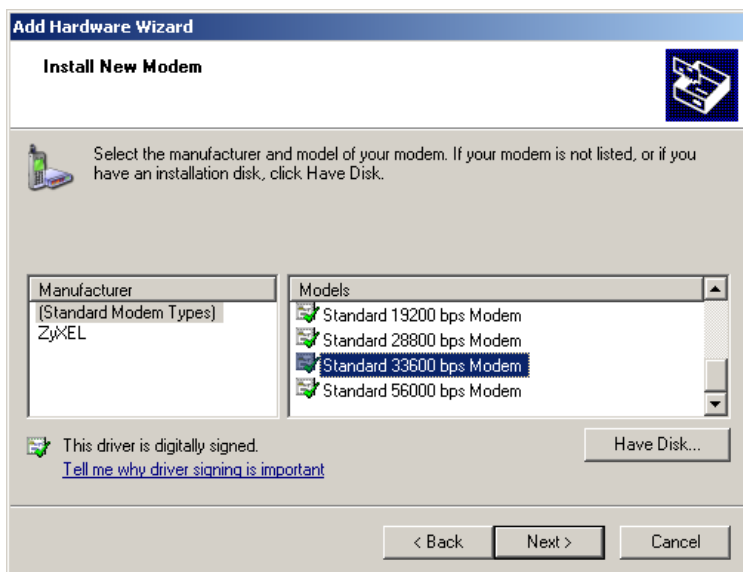 Add Hardware Wizard
Install New Modem
Select the manufacturer and model of your modem. If your modem is not listed, or if you
have an installation disk, click Have Disk.
Manufacturer
(Standard Modem Types)
ZyXEL
Models
Standard 19200 bps Modem
Standard 28800 bps Modem
Standard 33600 bps Modem
Standard 56000 bps Modem
This driver is digitally signed.
Tell me why driver signing is important
Have Disk...
< Back
Next >
Cancel